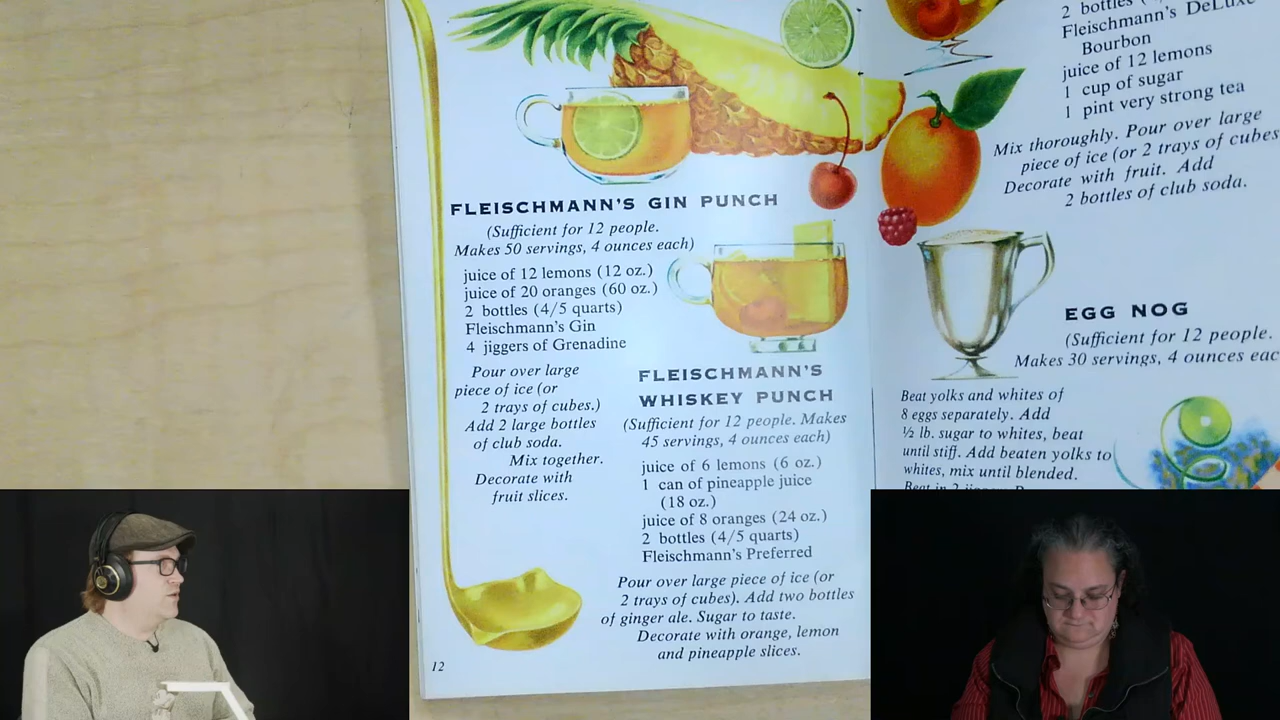 FLEISCHMANN'S GIN PUNCH
(Sufficient for 12 people.
Makes 50 servings, 4 ounces each)
juice of 12 lemons (12 oz.)
juice of 20 oranges (60 oz.)
2 bottles (4/5 quarts)
Fleischmann's Gin
4 jiggers of Grenadine
Pour over large
piece of ice (or
2 trays of cubes.)
Add 2 large bottles
of club soda.
Mix together.
Decorate with
fruit slices.
FLEISCHMANN'S
WHISKEY PUNCH
(Sufficient for 12 people. Makes
45 servings, 4 ounces each)
juice of 6 lemons (6 oz.)
1 can of pineapple juice
(18 oz.)
juice of 8 oranges (24 oz.)
2 bottles (4/5 quarts)
Fleischmann's Preferred
Pour over large piece of ice (or
2 trays of cubes). Add two bottles
of ginger ale. Sugar to taste.
Decorate with orange, lemon
and pineapple slices.
12
2 bottles
Fleischmann's DeLuxe
Bourbon
juice of 12 lemons
1 cup of sugar
1 pint very strong tea
Mix thoroughly. Pour over large
piece of ice (or 2 trays of cubes
Decorate with fruit. Add
2 bottles of club soda.
EGG NOG
(Sufficient for 12 people.
Makes 30 servings, 4 ounces eac
Beat yolks and whites of
8 eggs separately. Add
½ lb. sugar to whites, beat
until stiff. Add beaten yolks to
whites, mix until blended.
Beat in 2